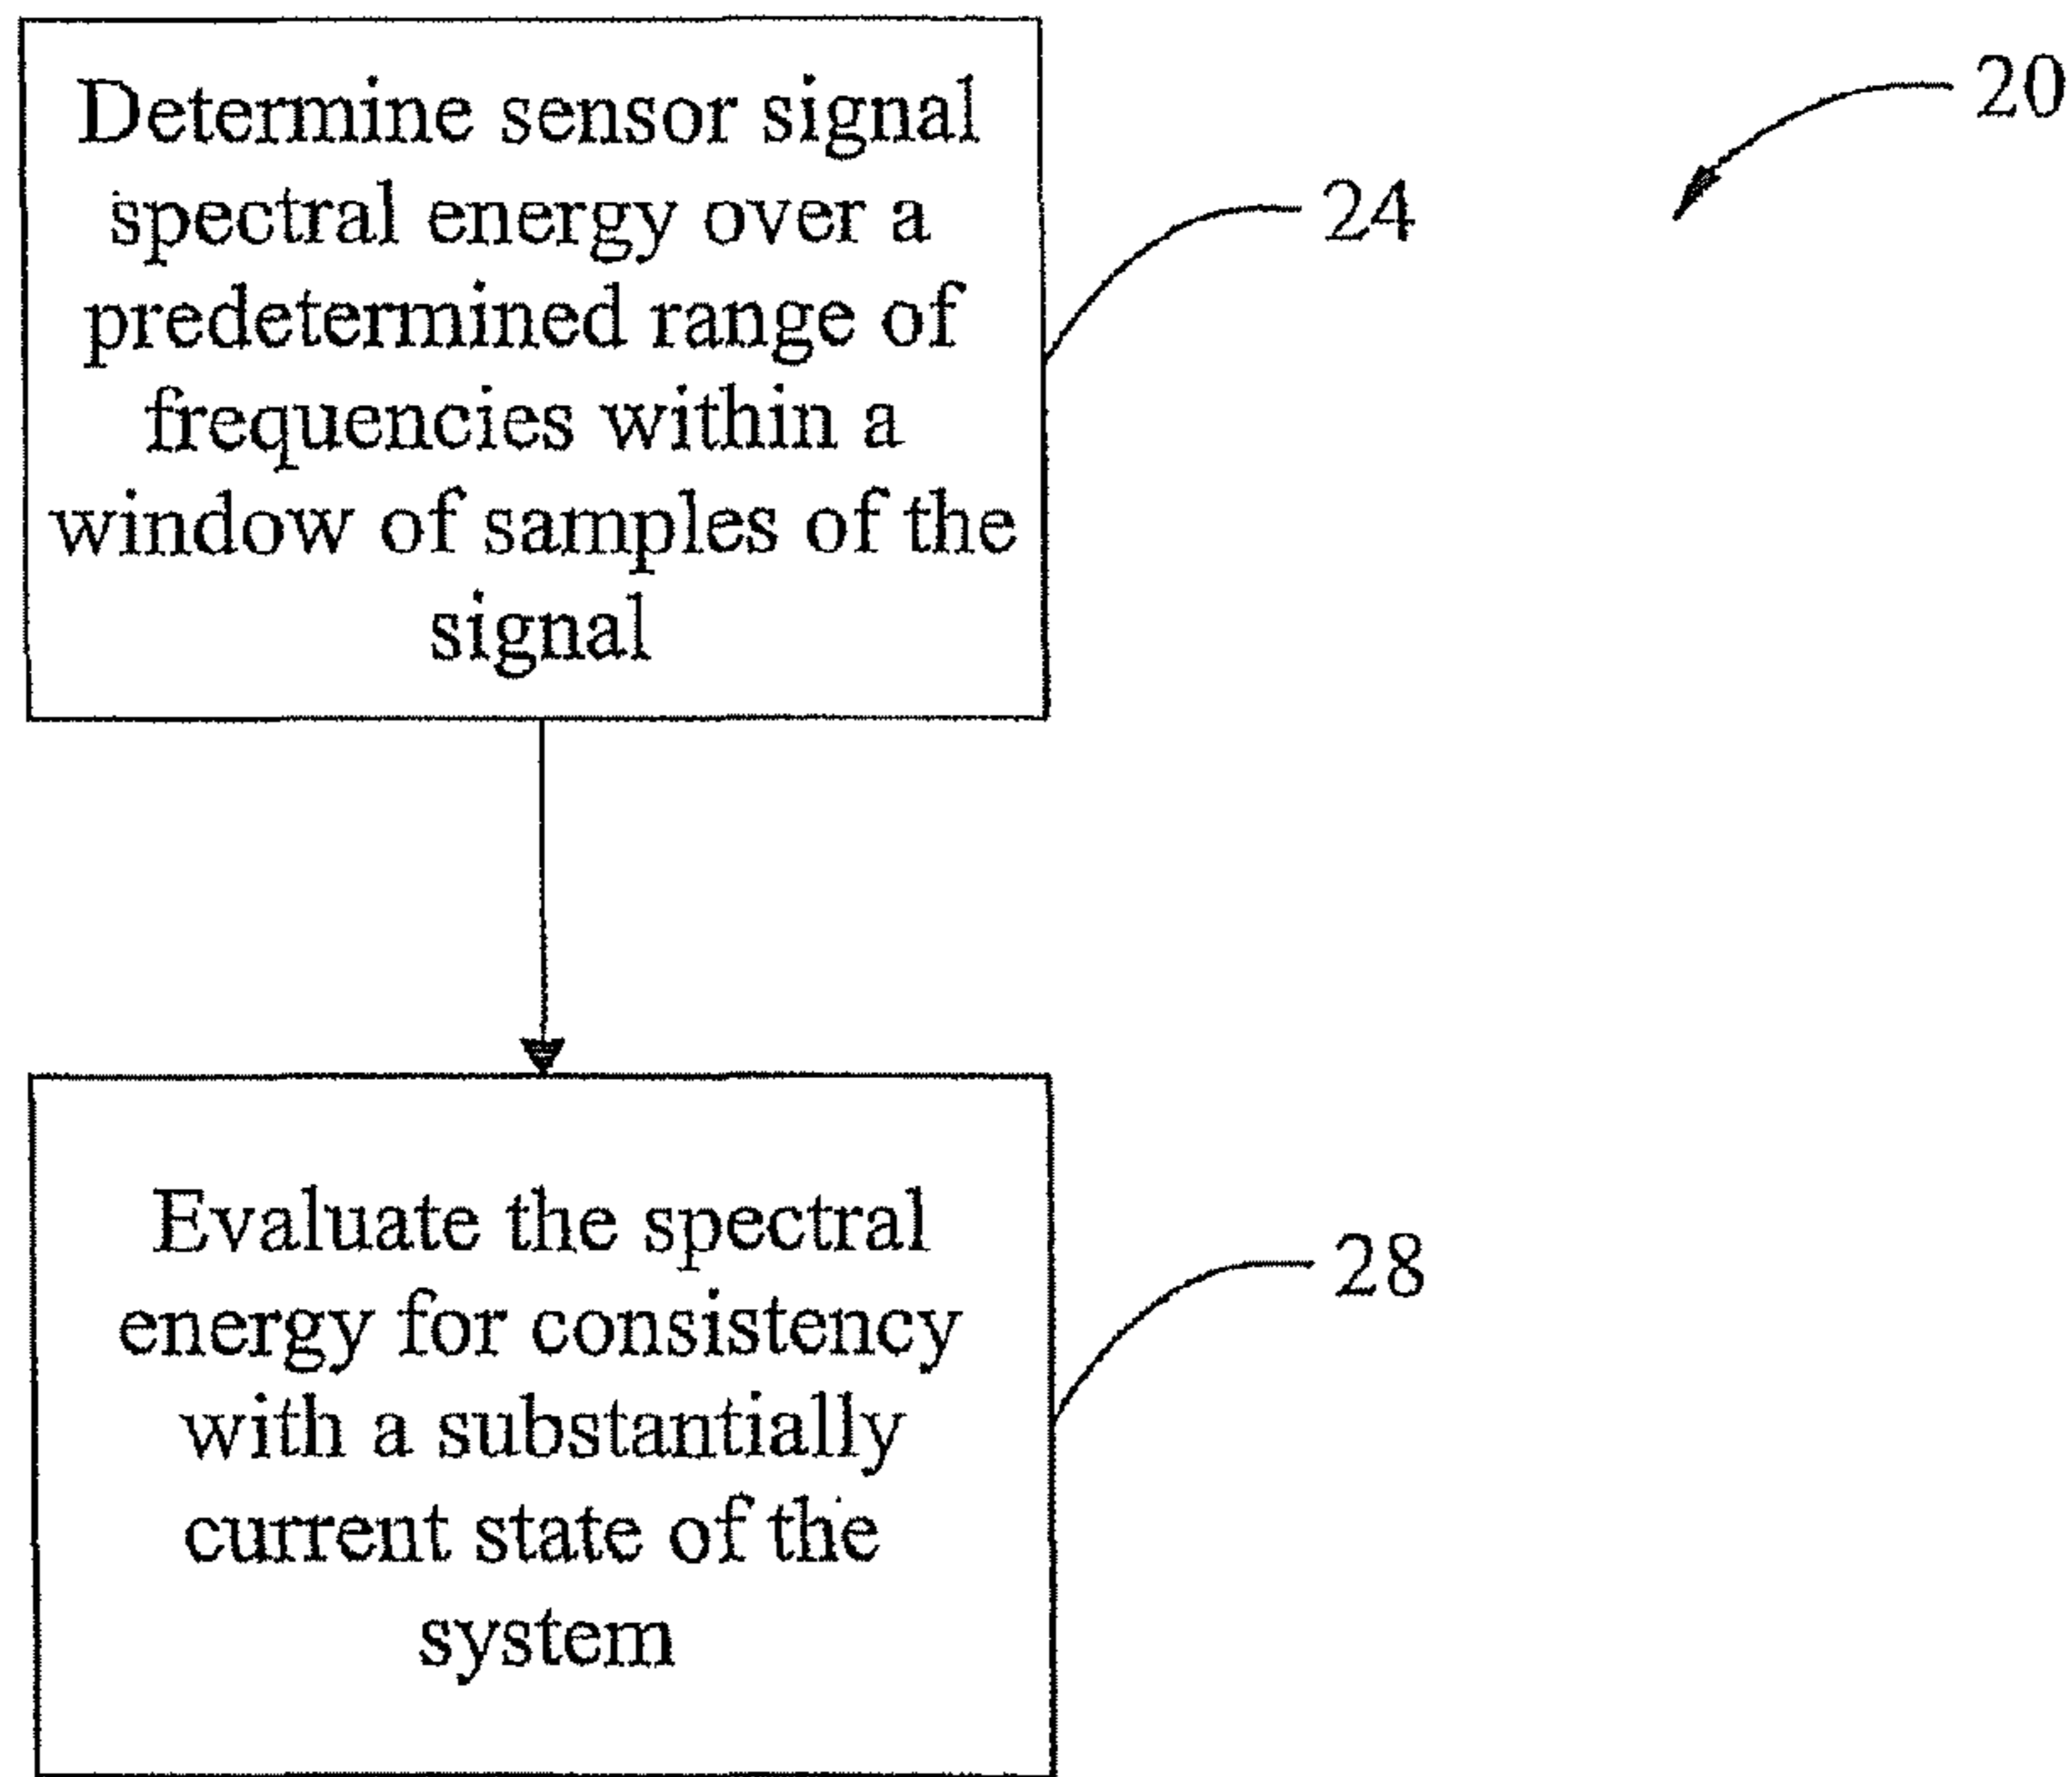 Determine sensor signal
spectral energy over a
predetermined range of
frequencies within a
window of samples of the
signal
20
24
Evaluate the spectral
energy for consistency
with a substantially
current state of the
system
28